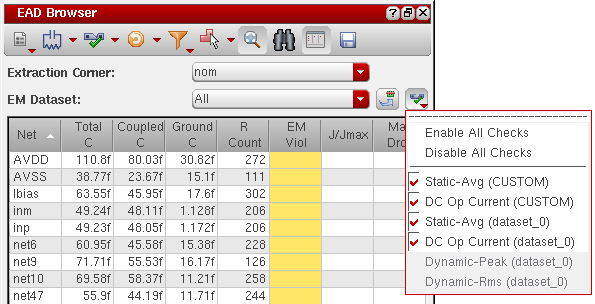 EAD Browser
Extraction Corner: nom
EM Dataset: All
Net Total C Coupled C Ground C R Count EM Viol J/Jmax
AVDD 110.8f 80.03f 30.82f 272
AVSS 38.77f 23.67f 15.1f 111
Ibias 63.55f 45.95f 17.6f 302
inm 49.24f 48.11f 1.128f 206
inp 49.23f 48.05f 1.172f 206
net6 60.95f 45.58f 15.38f 228
net9 71.71f 55.53f 16.17f 126
net10 69.58f 58.37f 11.21f 258
net47 55.9f 44.19f 11.71f 244
Enable All Checks
Disable All Checks
Static-Avg (CUSTOM)
DC Op Current (CUSTOM)
Static-Avg (dataset_0)
DC Op Current (dataset_0)
Dynamic-Peak (dataset_0)
Dynamic-Rms (dataset_0)